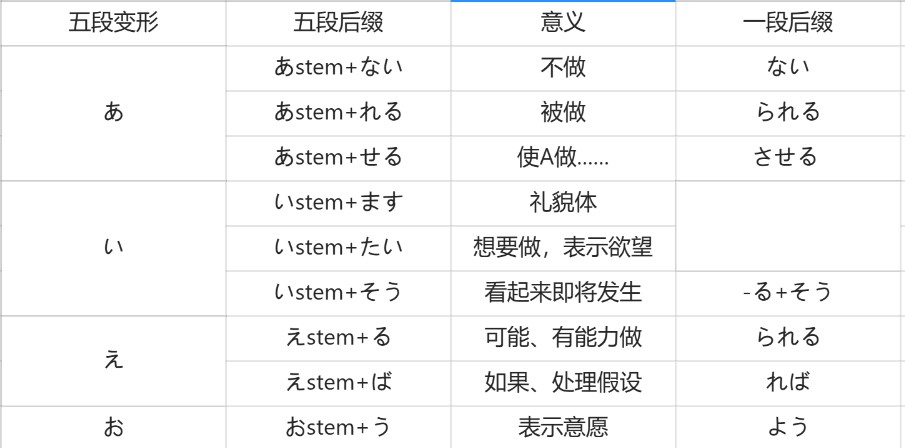 五段变形 五段后缀 意义 一段后缀
あ あstem+ない 不做 ない
あstem+れる 被做 られる
あstem+せる 使A做...... させる
い いstem+ます 礼貌体
いstem+たい 想要做，表示欲望
いstem+そう 看起来即将发生 -る+そう
え えstem+る 可能、有能力做 られる
えstem+ば 如果、处理假设 れば
お おstem+う 表示意愿 よう